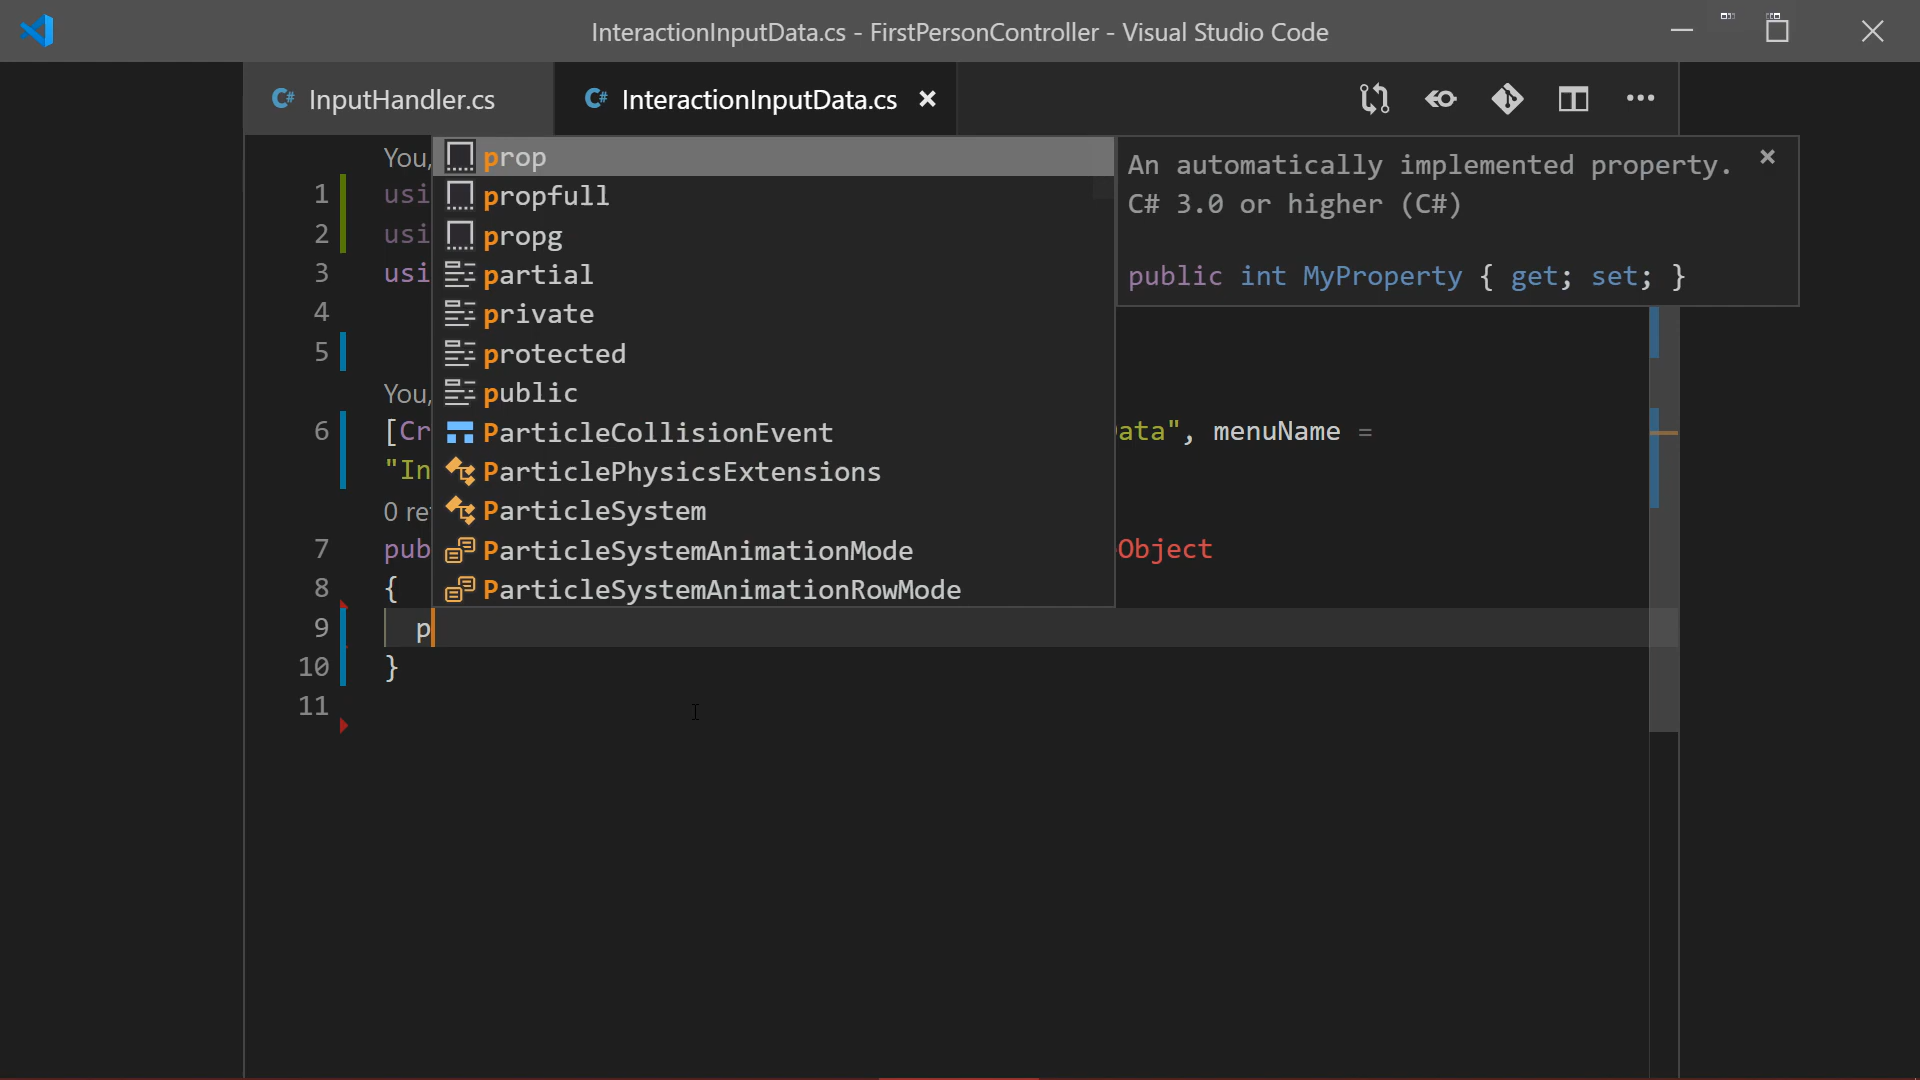 InteractionInputData.cs - FirstPersonController - Visual Studio Code
InputHandler.cs
InteractionInputData.cs
You,
1 usi
2 usi
3 usi
4
5
You,
6 [Cr ata", menuName =
"In
0 re
7 pub Object
8 {
9 p
10 }
11
prop
propfull
propg
partial
private
protected
public
ParticleCollisionEvent
ParticlePhysicsExtensions
ParticleSystem
ParticleSystemAnimationMode
ParticleSystemAnimationRowMode
An automatically implemented property.
C# 3.0 or higher (C#)
public int MyProperty { get; set; }